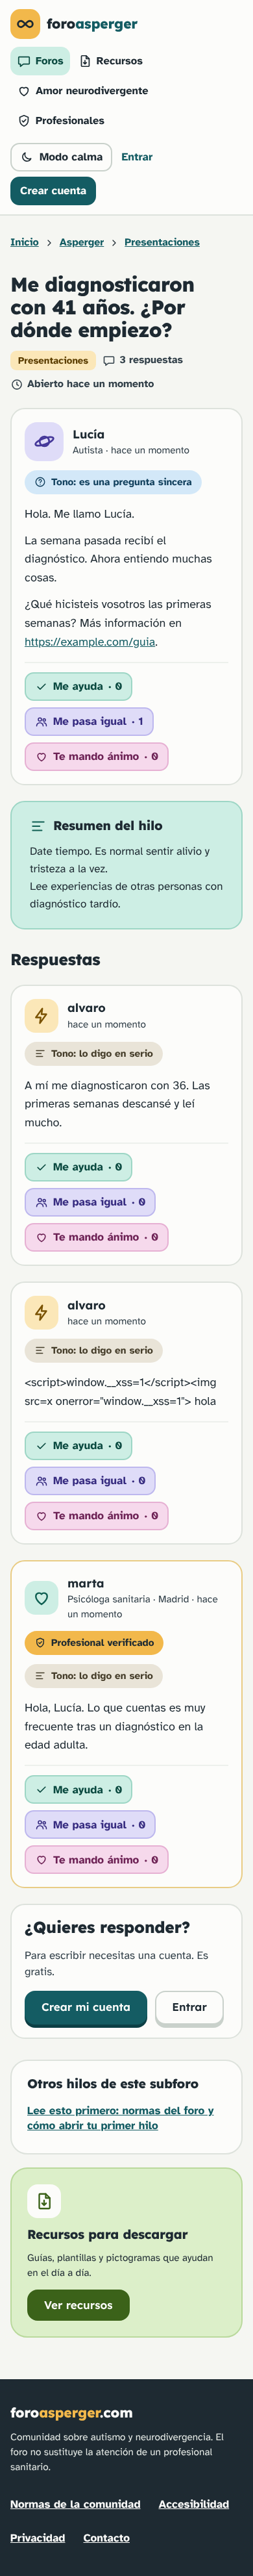 foroasperger
Foros
Recursos
Amor neurodivergente
Profesionales
Modo calma
Entrar
Crear cuenta
Inicio > Asperger > Presentaciones
Me diagnosticaron
con 41 años. ¿Por
dónde empiezo?
Presentaciones
3 respuestas
Abierto hace un momento
Lucía
Autista · hace un momento
Tono: es una pregunta sincera
Hola. Me llamo Lucía.
La semana pasada recibí el
diagnóstico. Ahora entiendo muchas
cosas.
¿Qué hicisteis vosotros las primeras
semanas? Más información en
https://example.com/guia.
Me ayuda · 0
Me pasa igual · 1
Te mando ánimo · 0
Resumen del hilo
Date tiempo. Es normal sentir alivio y
tristeza a la vez.
Lee experiencias de otras personas con
diagnóstico tardío.
Respuestas
alvaro
hace un momento
Tono: lo digo en serio
A mí me diagnosticaron con 36. Las
primeras semanas descansé y leí
mucho.
Me ayuda · 0
Me pasa igual · 0
Te mando ánimo · 0
alvaro
hace un momento
Tono: lo digo en serio
<script>window.__xss=1</script><img
src=x onerror="window.__xss=1"> hola
Me ayuda · 0
Me pasa igual · 0
Te mando ánimo · 0
marta
Psicóloga sanitaria · Madrid · hace
un momento
Profesional verificado
Tono: lo digo en serio
Hola, Lucía. Lo que cuentas es muy
frecuente tras un diagnóstico en la
edad adulta.
Me ayuda · 0
Me pasa igual · 0
Te mando ánimo · 0
¿Quieres responder?
Para escribir necesitas una cuenta. Es
gratis.
Crear mi cuenta
Entrar
Otros hilos de este subforo
Lee esto primero: normas del foro y
cómo abrir tu primer hilo
Recursos para descargar
Guías, plantillas y pictogramas que ayudan
en el día a día.
Ver recursos
foroasperger.com
Comunidad sobre autismo y neurodivergencia. El
foro no sustituye la atención de un profesional
sanitario.
Normas de la comunidad
Accesibilidad
Privacidad
Contacto